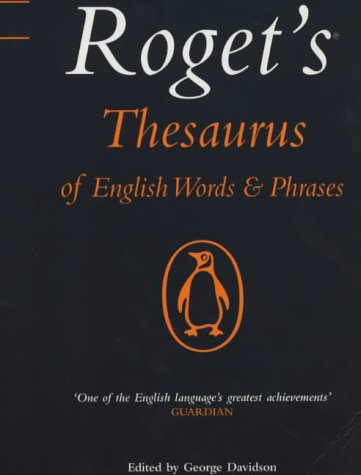 Roget's®
Thesaurus
of English Words & Phrases
'One of the English language's greatest achievements'
GUARDIAN
Edited by George Davidson